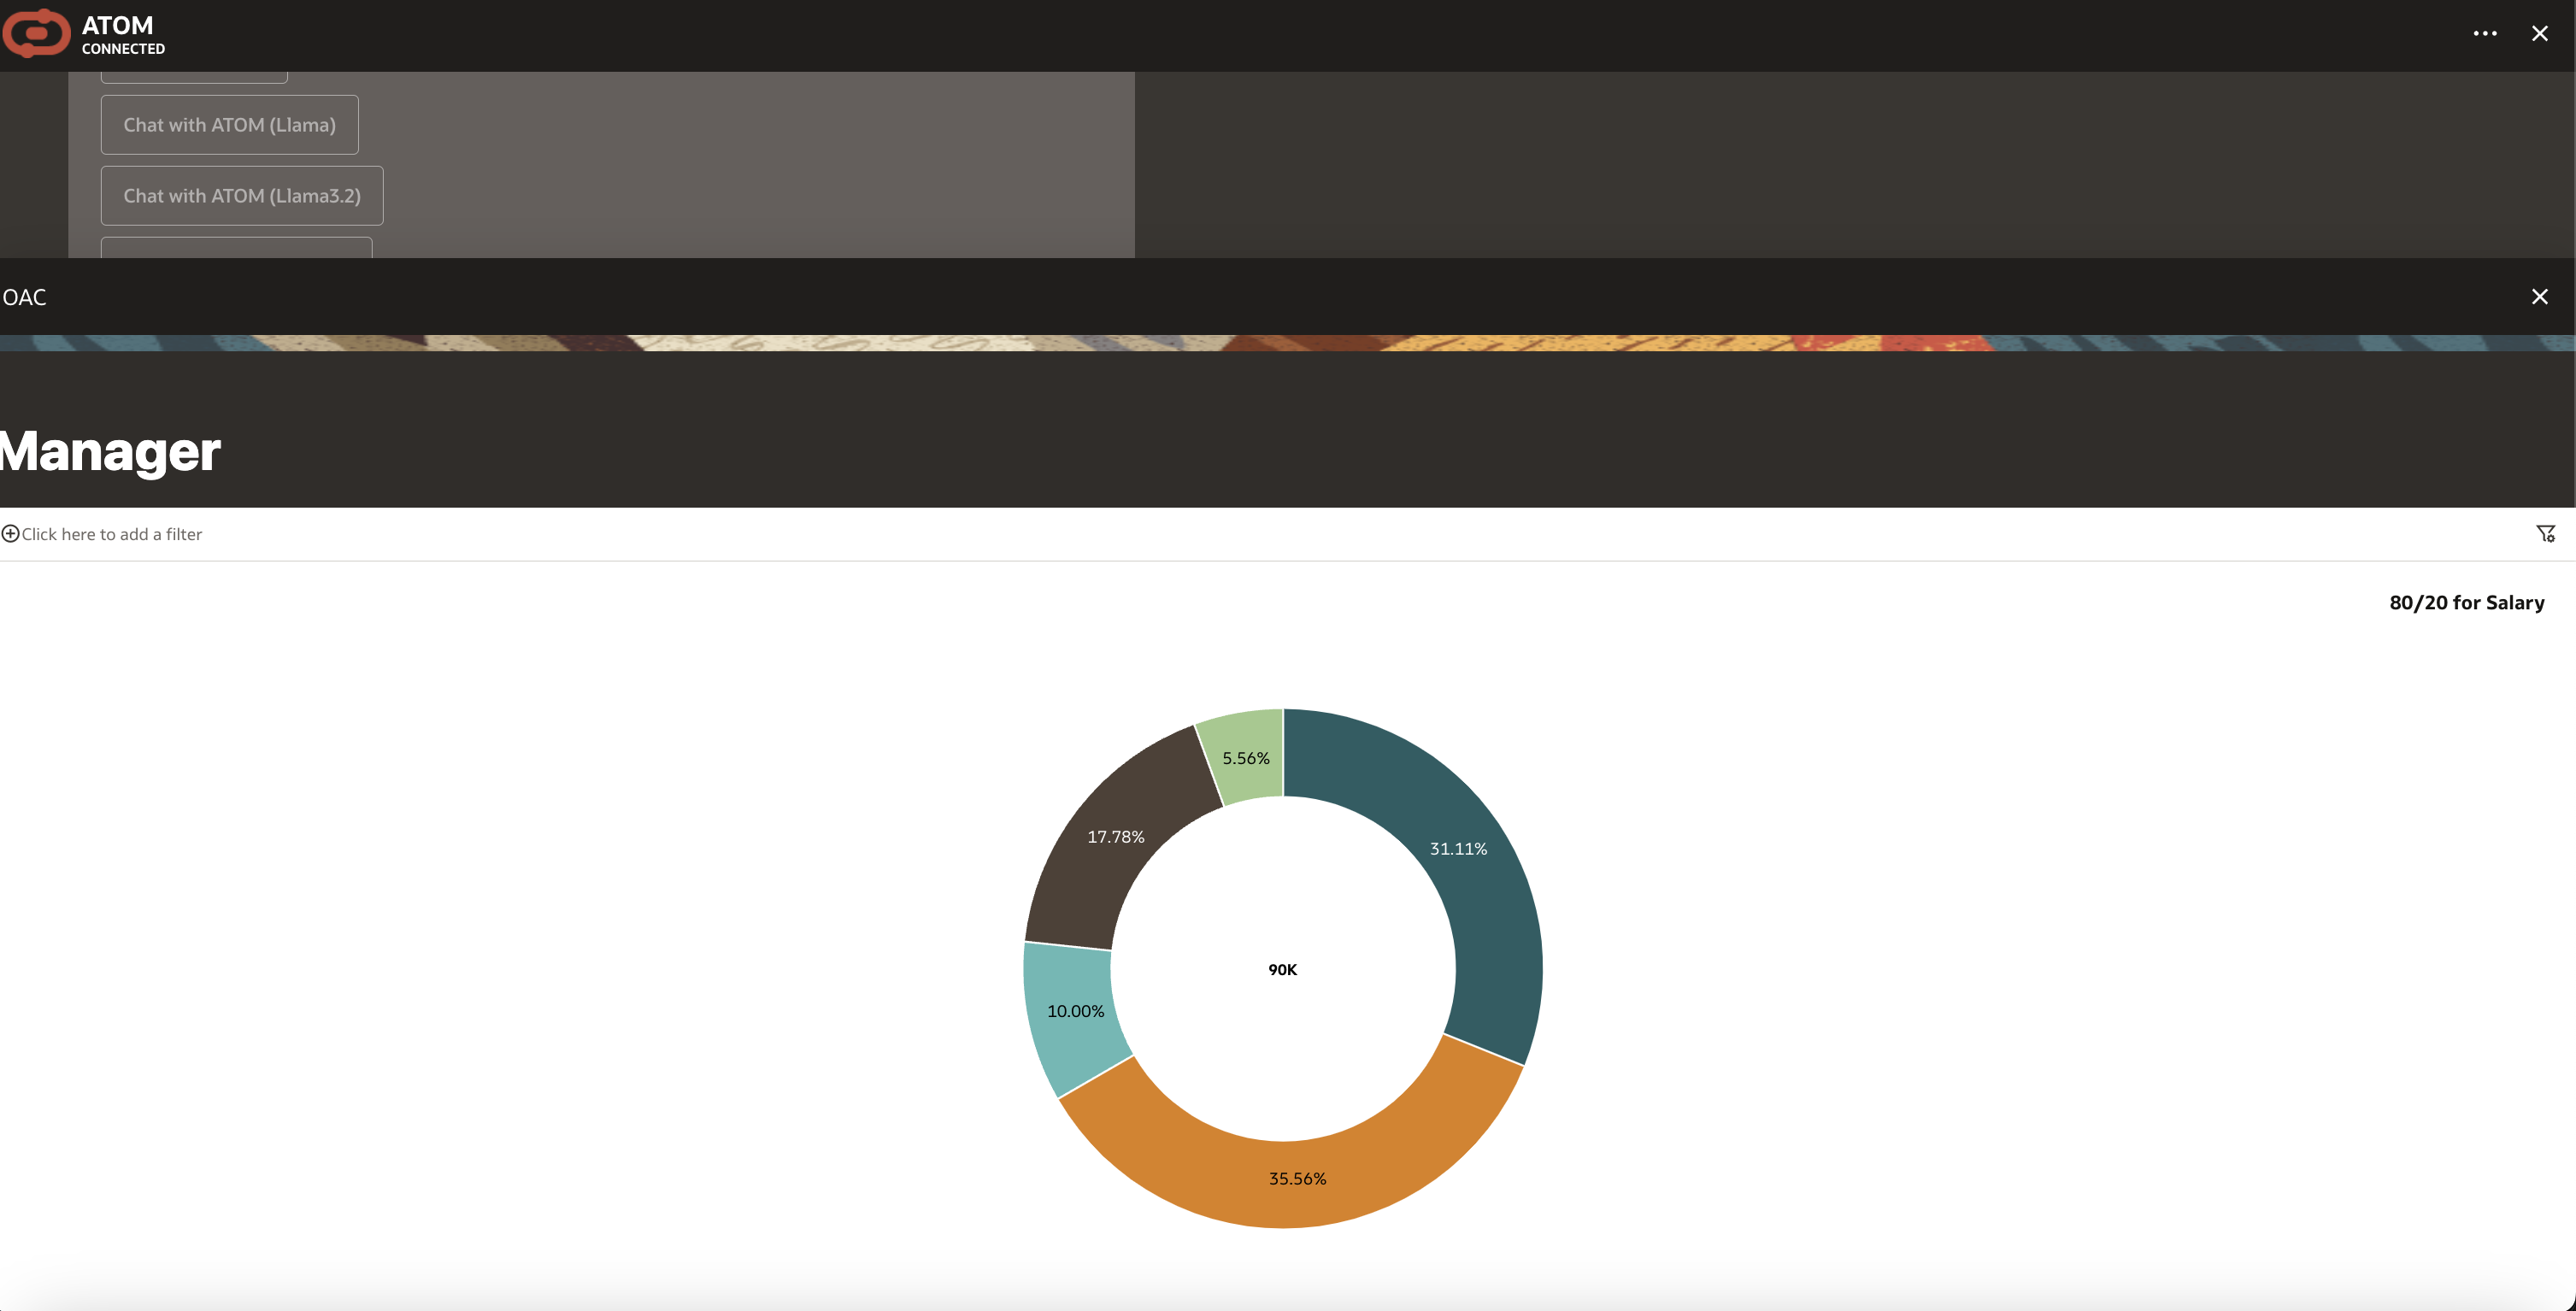 ATOM
CONNECTED
Chat with ATOM (Llama)
Chat with ATOM (Llama3.2)
OAC
Manager
Click here to add a filter
80/20 for Salary
5.56%
17.78%
31.11%
90K
10.00%
35.56%